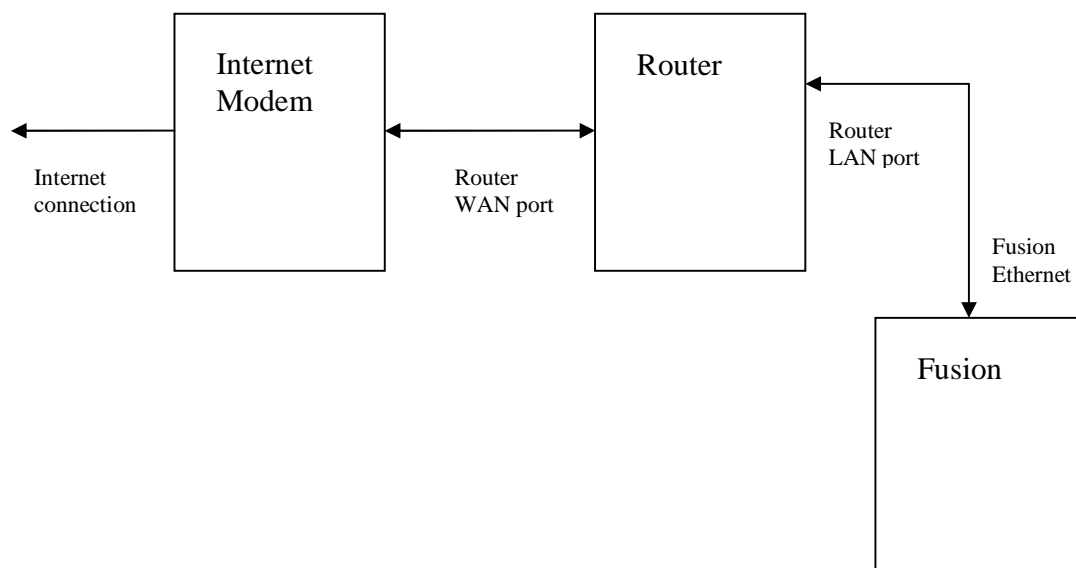 Internet
Modem
Router
Internet
connection
Router
WAN port
Router
LAN port
Fusion
Ethernet
Fusion